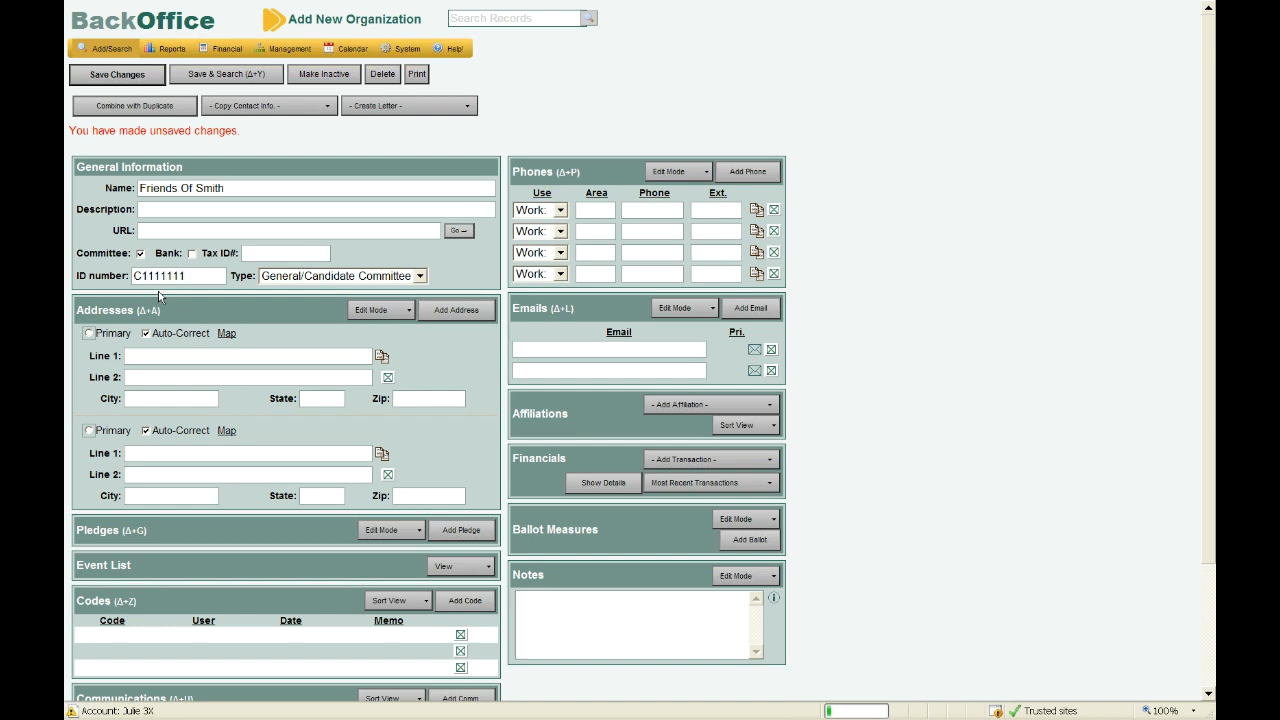 BackOffice
Add New Organization
Search Records
Add/Search Reports Financial Management Calendar System Help!
Save Changes Save & Search (Δ+Y) Make Inactive Delete Print
Combine with Duplicate - Copy Contact Info. - - Create Letter -
You have made unsaved changes.
General Information
Name: Friends Of Smith
Description:
URL: Go
Committee: Bank: Tax ID#:
ID number: C1111111 Type: General/Candidate Committee
Addresses (Δ+A) Edit Mode Add Address
Primary Auto-Correct Map
Line 1:
Line 2:
City: State: Zip:
Primary Auto-Correct Map
Line 1:
Line 2:
City: State: Zip:
Pledges (Δ+G) Edit Mode Add Pledge
Event List View
Codes (Δ+Z) Sort View Add Code
Code User Date Memo
Communications (Δ+U) Sort View Add Comm
Phones (Δ+P) Edit Mode Add Phone
Use Area Phone Ext.
Work:
Work:
Work:
Work:
Emails (Δ+L) Edit Mode Add Email
Email Pri.
Affiliations - Add Affiliation -
Sort View
Financials - Add Transaction -
Show Details Most Recent Transactions
Ballot Measures Edit Mode
Add Ballot
Notes Edit Mode
Account: Julie 3X Trusted sites 100%